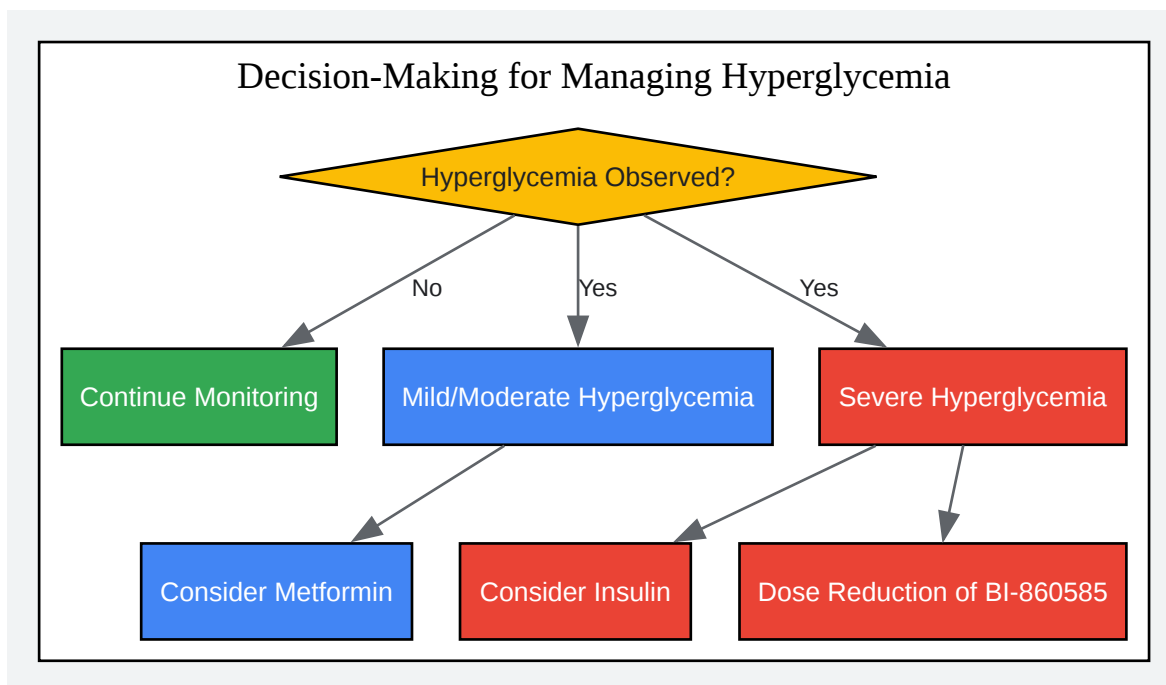 Decision-Making for Managing Hyperglycemia
Hyperglycemia Observed?
No
Yes
Yes
Continue Monitoring
Mild/Moderate Hyperglycemia
Severe Hyperglycemia
Consider Metformin
Consider Insulin
Dose Reduction of BI-860585